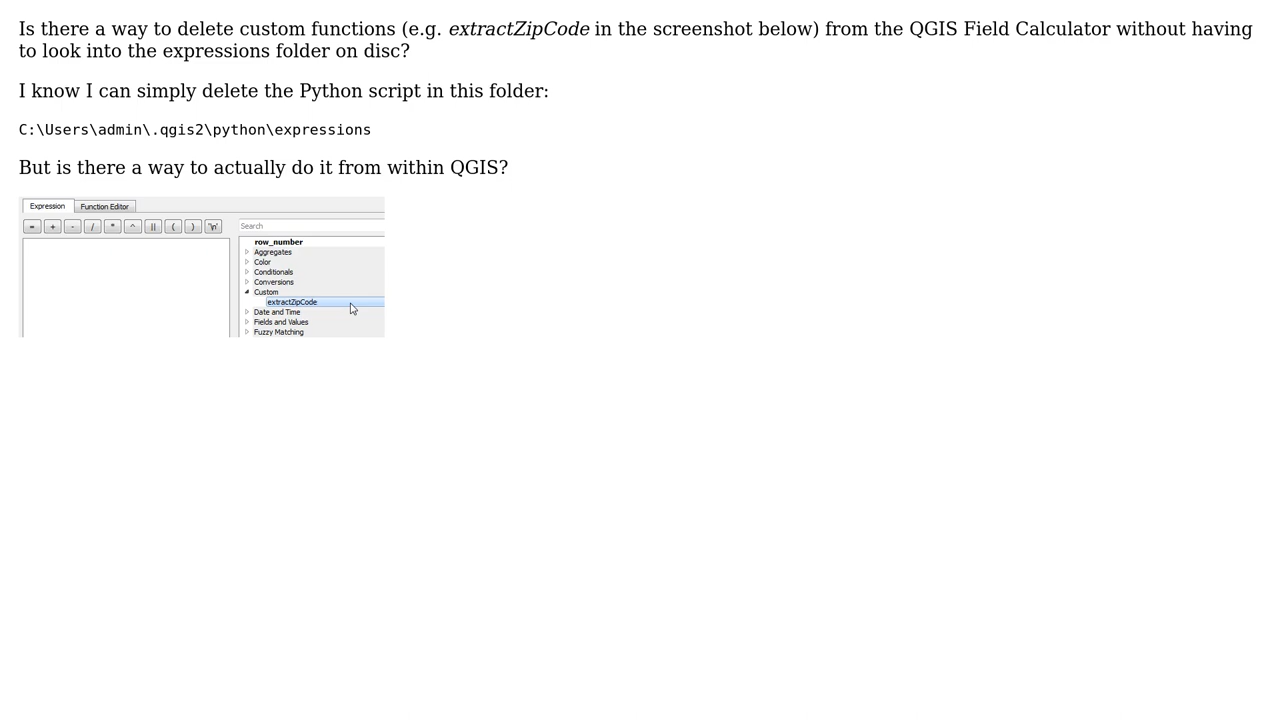 Is there a way to delete custom functions (e.g. extractZipCode in the screenshot below) from the QGIS Field Calculator without having
to look into the expressions folder on disc?
I know I can simply delete the Python script in this folder:
C:\Users\admin\.qgis2\python\expressions
But is there a way to actually do it from within QGIS?
Expression Function Editor
= + - / * ^ || ( ) '\n' Search
row_number
Aggregates
Color
Conditionals
Conversions
Custom
extractZipCode
Date and Time
Fields and Values
Fuzzy Matching